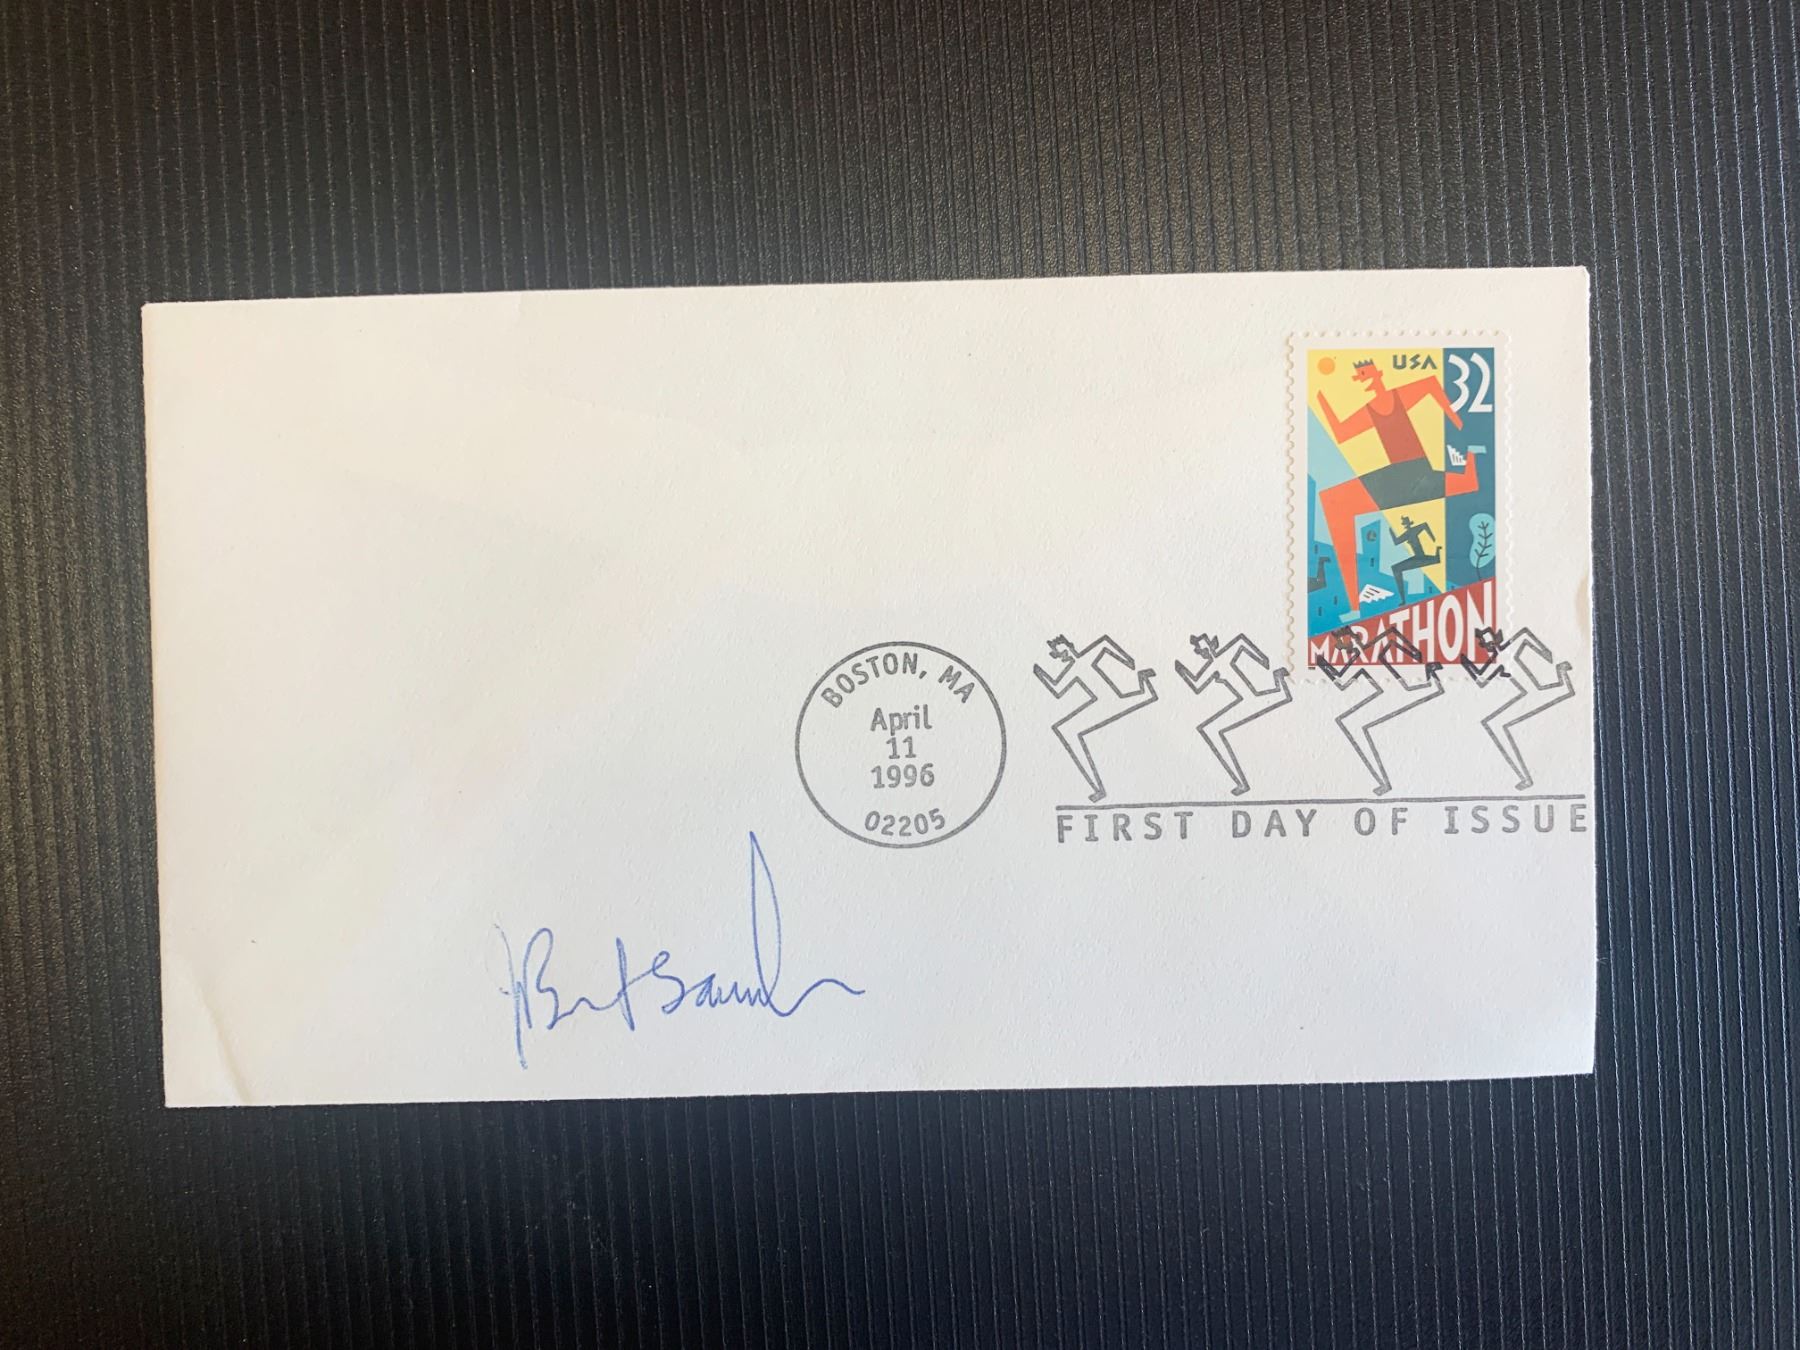 USA 32
MARATHON
BOSTON, MA
April
11
1996
02205
FIRST DAY OF ISSUE